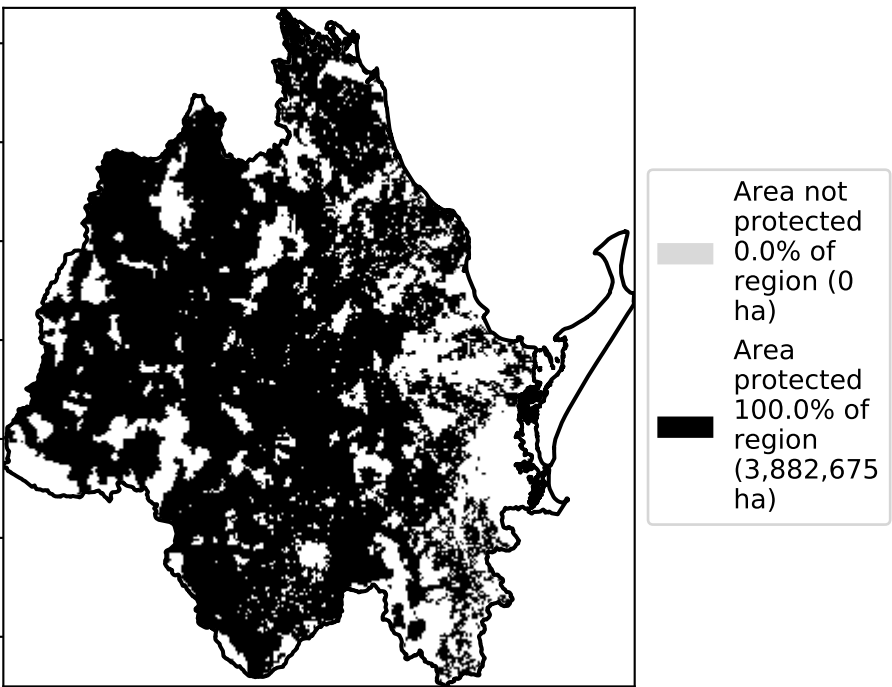 Area not
protected
0.0% of
region (0
ha)
Area
protected
100.0% of
region
(3,882,675
ha)